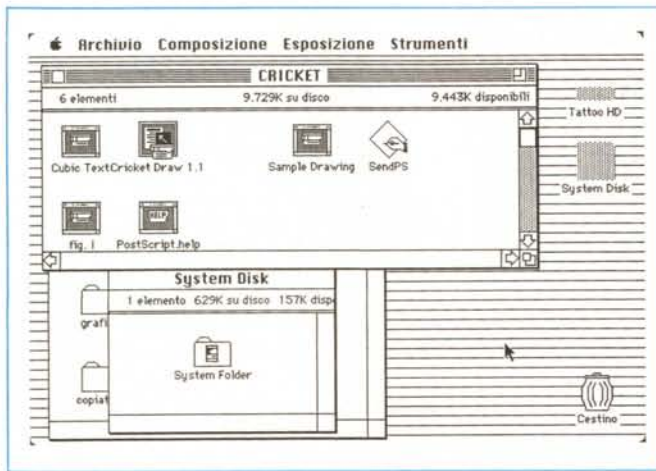 Archivio Composizione Esposizione Strumenti
CRICKET
6 elementi 9.729K su disco 9.443K disponibili
Tattoo HD
Cubic Text Cricket Draw 1.1 Sample Drawing SendPS
System Disk
fig. 1 PostScript.help
HELP
System Disk
1 elemento 629K su disco 157K dispo
grafi
System Folder
copiat
Cestino